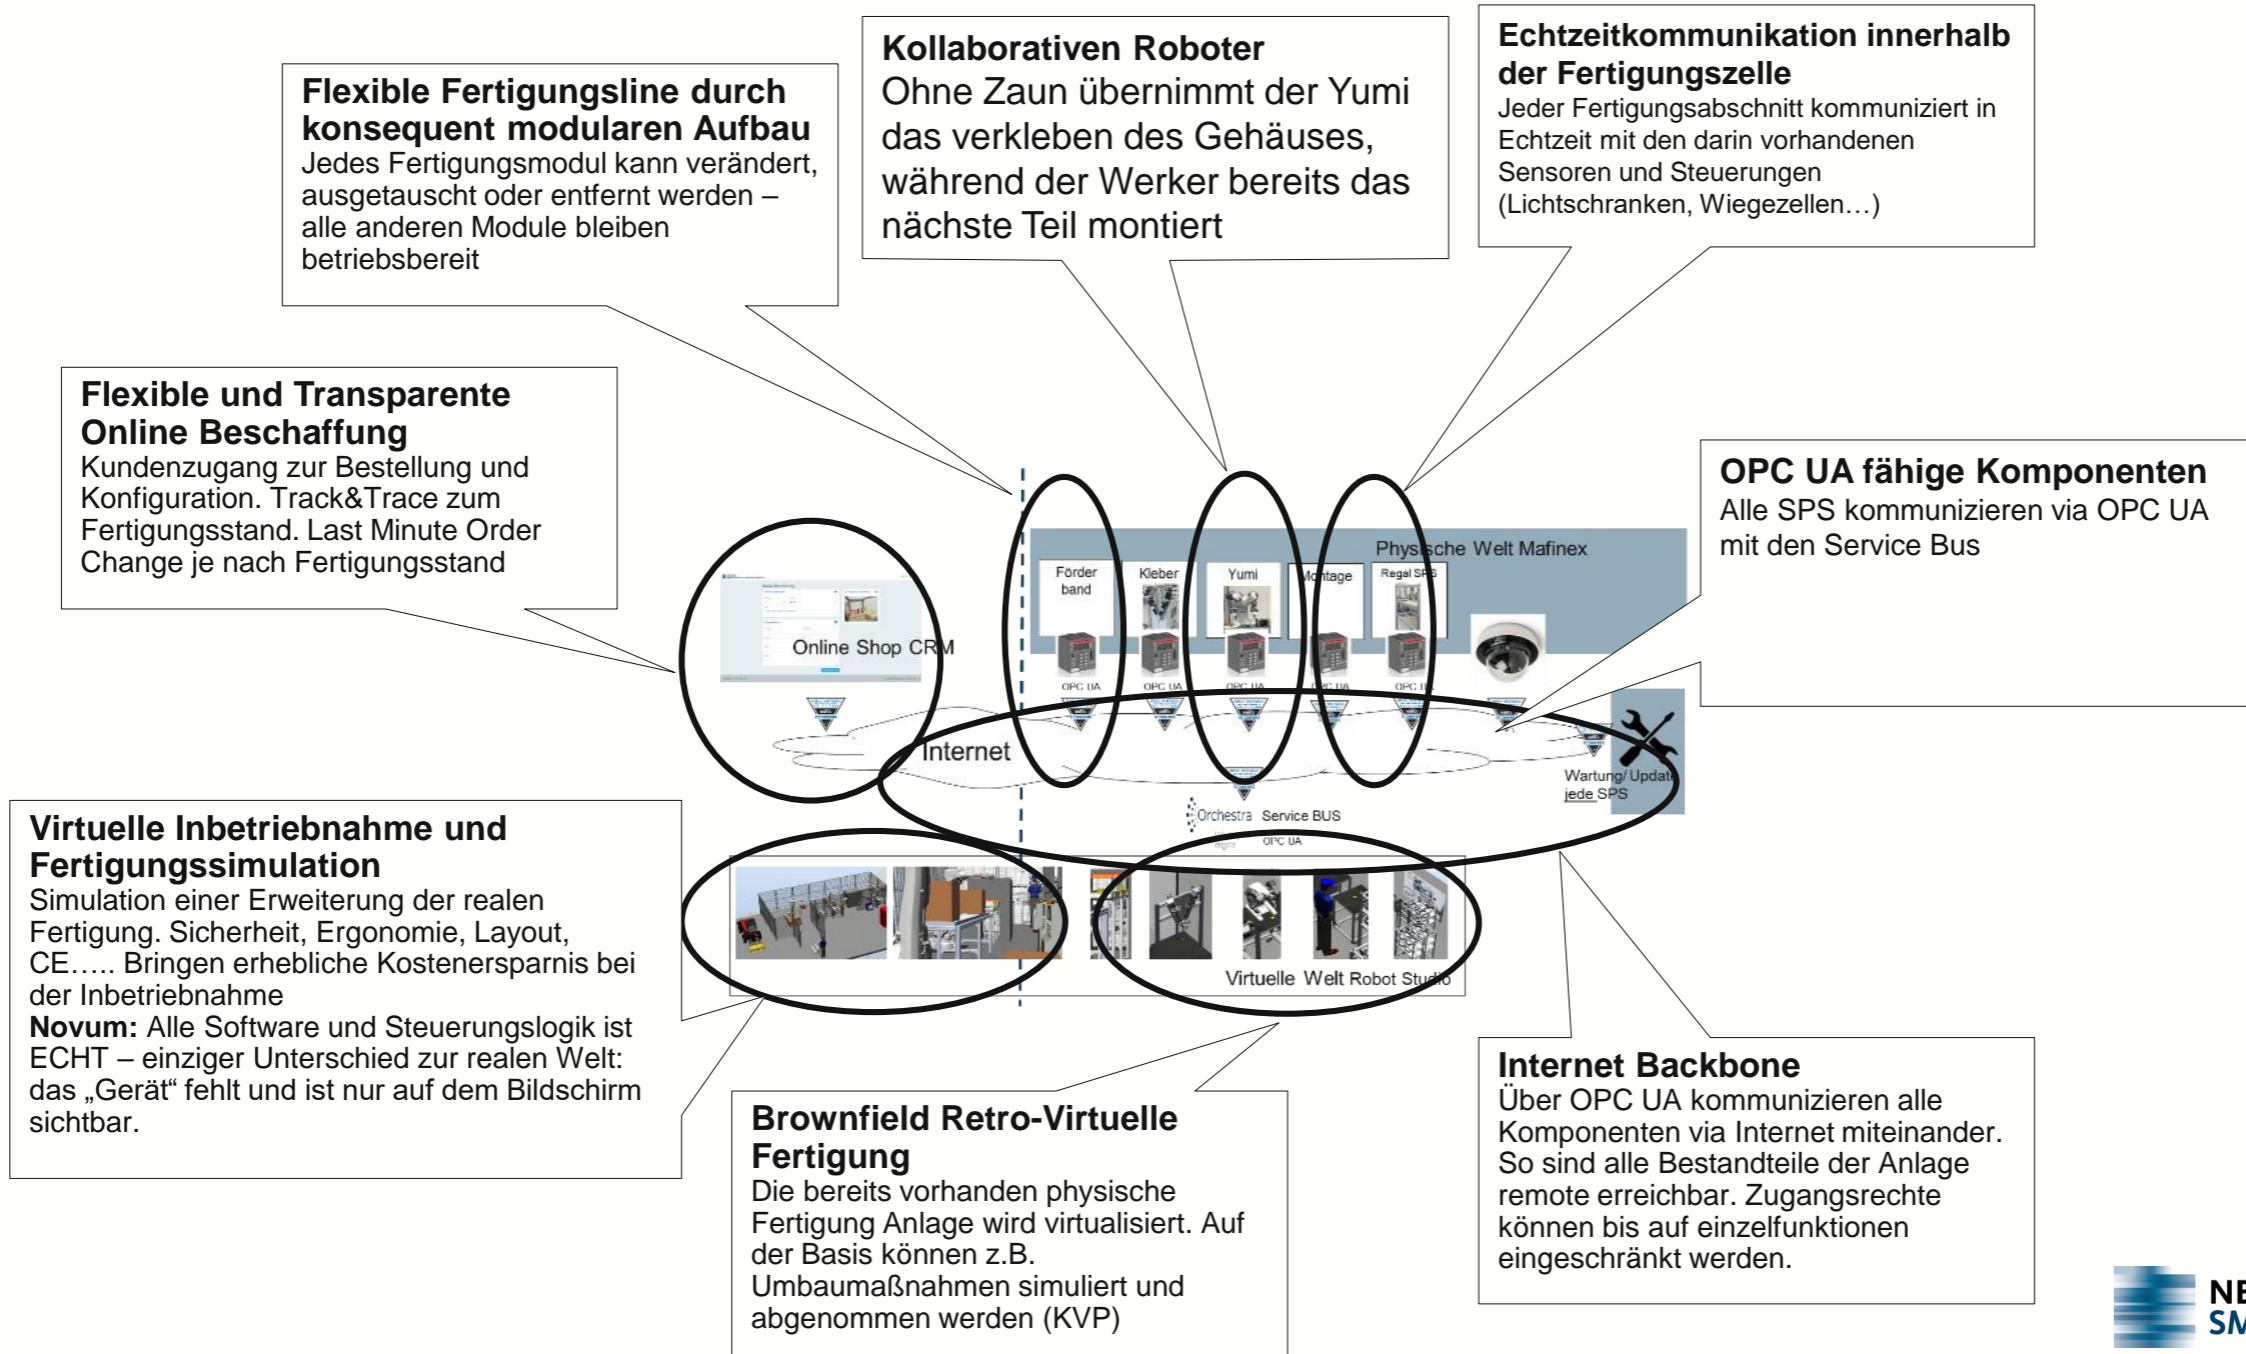 Flexible Fertigungsline durch
konsequent modularen Aufbau
Jedes Fertigungsmodul kann verändert,
ausgetauscht oder entfernt werden –
alle anderen Module bleiben
betriebsbereit
Kollaborativen Roboter
Ohne Zaun übernimmt der Yumi
das verkleben des Gehäuses,
während der Werker bereits das
nächste Teil montiert
Echtzeitkommunikation innerhalb
der Fertigungszelle
Jeder Fertigungsabschnitt kommuniziert in
Echtzeit mit den darin vorhandenen
Sensoren und Steuerungen
(Lichtschranken, Wiegezellen…)
Flexible und Transparente
Online Beschaffung
Kundenzugang zur Bestellung und
Konfiguration. Track&Trace zum
Fertigungsstand. Last Minute Order
Change je nach Fertigungsstand
OPC UA fähige Komponenten
Alle SPS kommunizieren via OPC UA
mit den Service Bus
Physische Welt Mafinex
Förder
band
Kleber
Yumi
Montage
Regal SPS
Online Shop CRM
OPC UA
OPC UA
OPC UA
OPC UA
OPC UA
Internet
Wartung/Update
jede SPS
Orchestra
Service BUS
OPC UA
Virtuelle Welt Robot Studio
Virtuelle Inbetriebnahme und
Fertigungssimulation
Simulation einer Erweiterung der realen
Fertigung. Sicherheit, Ergonomie, Layout,
CE….. Bringen erhebliche Kostenersparnis bei
der Inbetriebnahme
Novum: Alle Software und Steuerungslogik ist
ECHT – einziger Unterschied zur realen Welt:
das „Gerät“ fehlt und ist nur auf dem Bildschirm
sichtbar.
Brownfield Retro-Virtuelle
Fertigung
Die bereits vorhanden physische
Fertigung Anlage wird virtualisiert. Auf
der Basis können z.B.
Umbaumaßnahmen simuliert und
abgenommen werden (KVP)
Internet Backbone
Über OPC UA kommunizieren alle
Komponenten via Internet miteinander.
So sind alle Bestandteile der Anlage
remote erreichbar. Zugangsrechte
können bis auf einzelfunktionen
eingeschränkt werden.